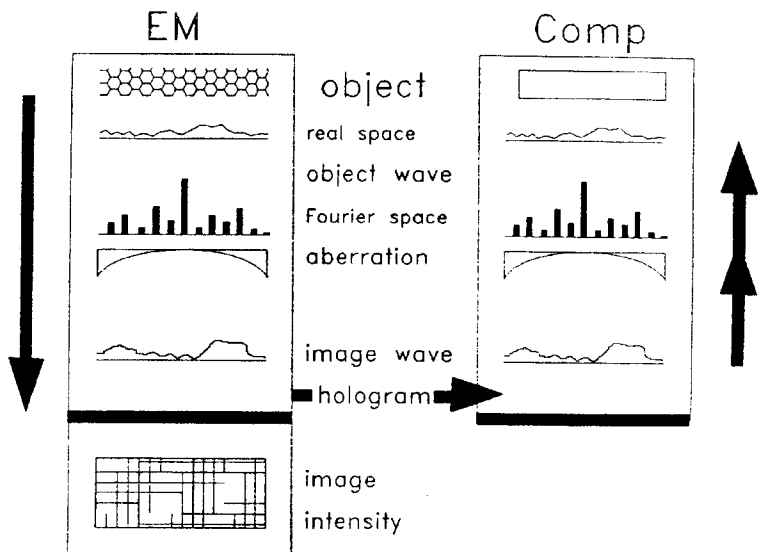 EM
Comp
object
real space
object wave
Fourier space
aberration
image wave
hologram
image
intensity